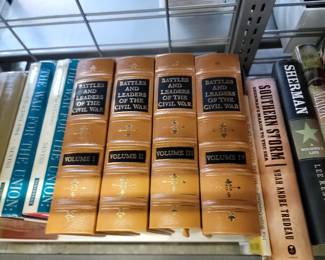 THE WAR FOR THE UNION
BATTLES
AND
LEADERS
OF THE
CIVIL WAR
VOLUME I
BATTLES
AND
LEADERS
OF THE
CIVIL WAR
VOLUME II
BATTLES
AND
LEADERS
OF THE
CIVIL WAR
VOLUME III
BATTLES
AND
LEADERS
OF THE
CIVIL WAR
VOLUME IV
SOUTHERN STORM
NOAH ANDRE TRUDEAU
SHERMAN
LEE KEN